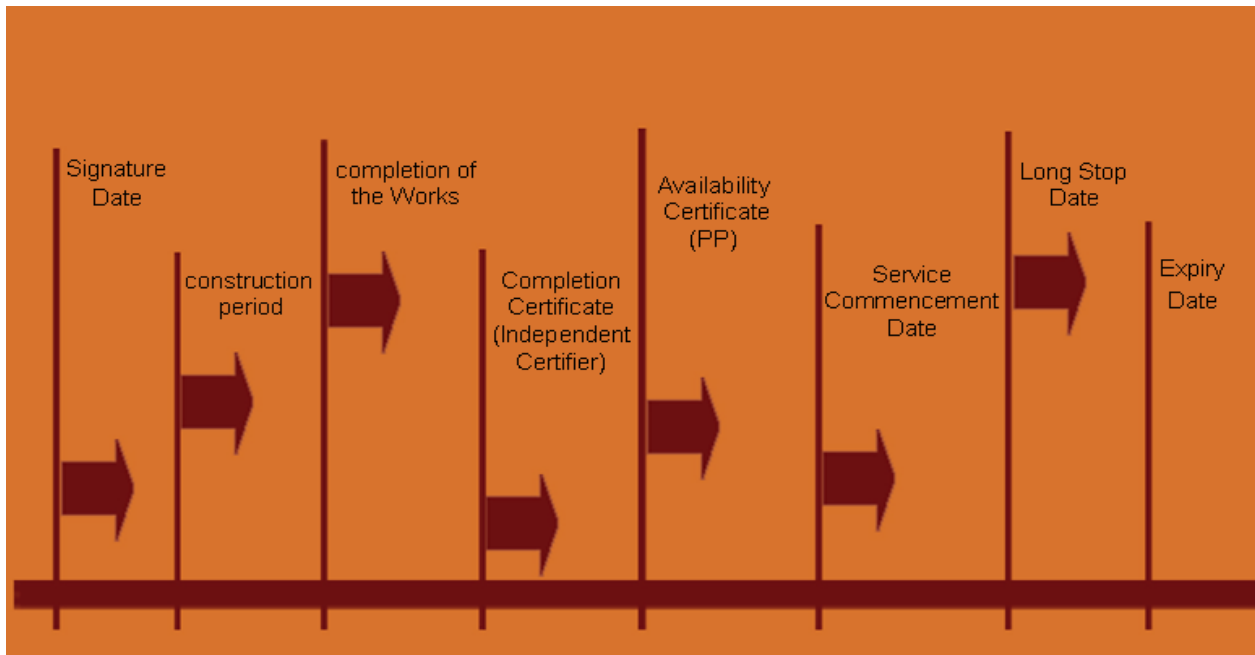 Signature
Date
construction
period
completion of
the Works
Completion
Certificate
(Independent
Certifier)
Availability
Certificate
(PP)
Service
Commencement
Date
Long Stop
Date
Expiry
Date